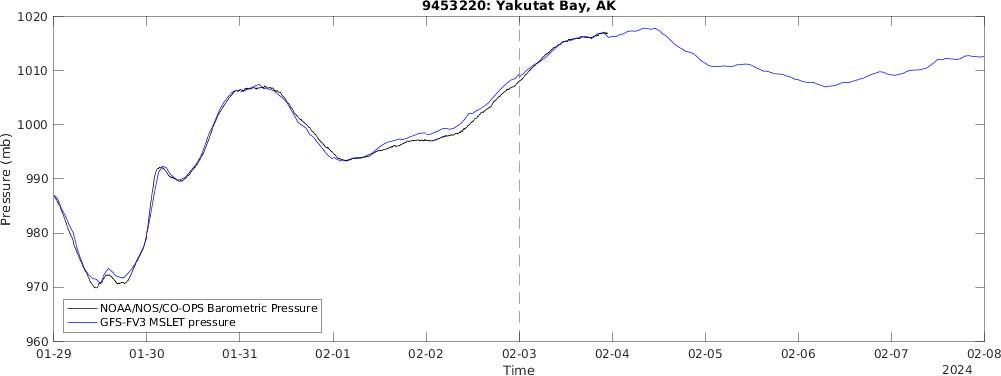 9453220: Yakutat Bay, AK
Pressure (mb)
1020
1010
1000
990
980
970
960
NOAA/NOS/CO-OPS Barometric Pressure
GFS-FV3 MSLET pressure
01-29 01-30 01-31 02-01 02-02 02-03 02-04 02-05 02-06 02-07 02-08
Time
2024